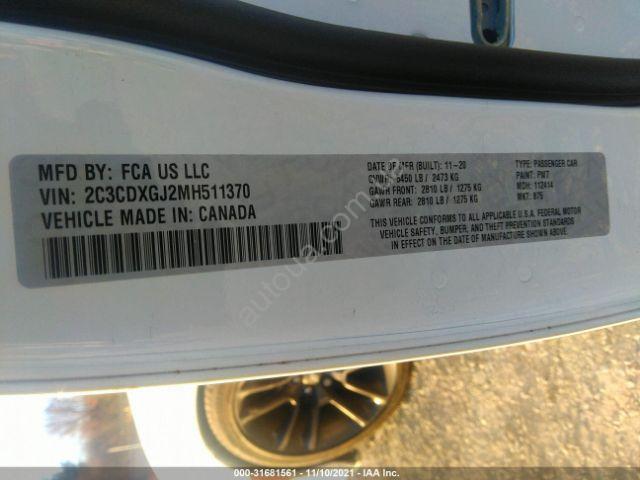 MFD BY: FCA US LLC
VIN: 2C3CDXGJ2MH511370
VEHICLE MADE IN: CANADA
DATE OF MFR (BUILT): 11-20
GVWR: 5450 LB / 2473 KG
GAWR FRONT: 2810 LB / 1275 KG
GAWR REAR: 2810 LB / 1275 KG
TYPE: PASSENGER CAR
PAINT: PW7
MDH: 112414
MKT: 875
THIS VEHICLE CONFORMS TO ALL APPLICABLE U.S.A. FEDERAL MOTOR
VEHICLE SAFETY, BUMPER, AND THEFT PREVENTION STANDARDS
IN EFFECT ON THE DATE OF MANUFACTURE SHOWN ABOVE
autoua.com
000-31681561 — 11/10/2021 — IAA Inc.